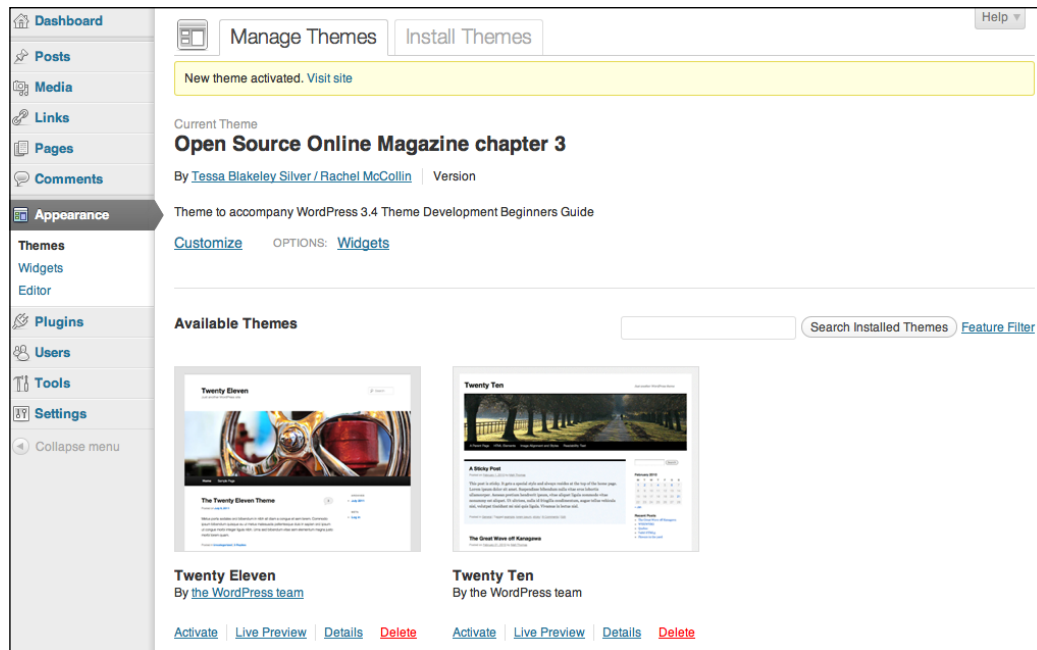 Dashboard
Posts
Media
Links
Pages
Comments
Appearance
Themes
Widgets
Editor
Plugins
Users
Tools
Settings
Collapse menu
Help
Manage Themes
Install Themes
New theme activated. Visit site
Current Theme
Open Source Online Magazine chapter 3
By Tessa Blakeley Silver / Rachel McCollin Version
Theme to accompany WordPress 3.4 Theme Development Beginners Guide
Customize OPTIONS: Widgets
Available Themes
Search Installed Themes Feature Filter
Twenty Eleven
The Twenty Eleven Theme
Twenty Ten
A Sticky Post
The Great Wave off Kanagawa
Twenty Eleven
By the WordPress team
Activate Live Preview Details Delete
Twenty Ten
By the WordPress team
Activate Live Preview Details Delete